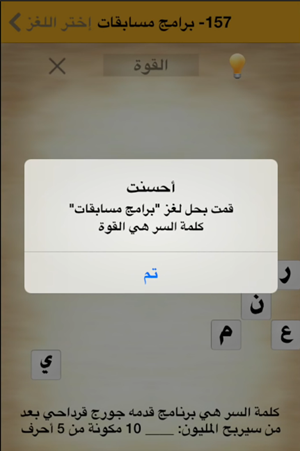 157- برامج مسابقات إختر اللغز
القوة
أحسنت
قمت بحل لغز "برامج مسابقات"
كلمة السر هي القوة
تم
ر
ن
م ع
ي
كلمة السر هي برنامج قدمه جورج قرداحي بعد
من سيربح المليون: ____ 10 مكونة من 5 أحرف